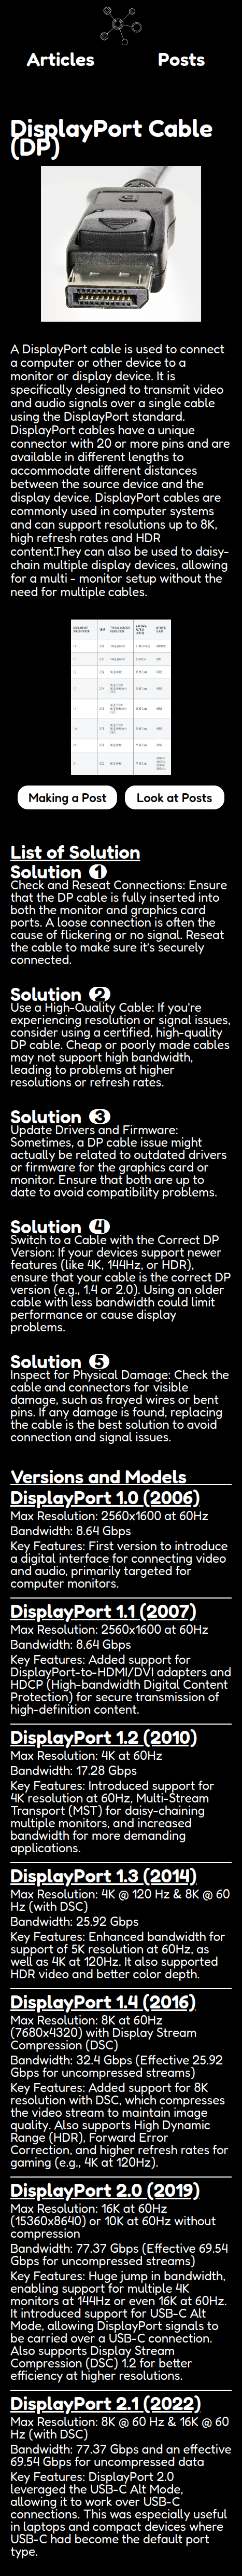 Articles Posts
DisplayPort Cable
(DP)
A DisplayPort cable is used to connect
a computer or other device to a
monitor or display device. It is
specifically designed to transmit video
and audio signals over a single cable
using the DisplayPort standard.
DisplayPort cables have a unique
connector with 20 or more pins and are
available in different lengths to
accommodate different distances
between the source device and the
display device. DisplayPort cables are
commonly used in computer systems
and can support resolutions up to 8K,
high refresh rates and HDR
content.They can also be used to daisy-
chain multiple display devices, allowing
for a multi - monitor setup without the
need for multiple cables.
Making a Post Look at Posts
List of Solution
Solution 1
Check and Reseat Connections: Ensure
that the DP cable is fully inserted into
both the monitor and graphics card
ports. A loose connection is often the
cause of flickering or no signal. Reseat
the cable to make sure it's securely
connected.
Solution 2
Use a High-Quality Cable: If you're
experiencing resolution or signal issues,
consider using a certified, high-quality
DP cable. Cheap or poorly made cables
may not support high bandwidth,
leading to problems at higher
resolutions or refresh rates.
Solution 3
Update Drivers and Firmware:
Sometimes, a DP cable issue might
actually be related to outdated drivers
or firmware for the graphics card or
monitor. Ensure that both are up to
date to avoid compatibility problems.
Solution 4
Switch to a Cable with the Correct DP
Version: If your devices support newer
features (like 4K, 144Hz, or HDR),
ensure that your cable is the correct DP
version (e.g., 1.4 or 2.0). Using an older
cable with less bandwidth could limit
performance or cause display
problems.
Solution 5
Inspect for Physical Damage: Check the
cable and connectors for visible
damage, such as frayed wires or bent
pins. If any damage is found, replacing
the cable is the best solution to avoid
connection and signal issues.
Versions and Models
DisplayPort 1.0 (2006)
Max Resolution: 2560x1600 at 60Hz
Bandwidth: 8.64 Gbps
Key Features: First version to introduce
a digital interface for connecting video
and audio, primarily targeted for
computer monitors.
DisplayPort 1.1 (2007)
Max Resolution: 2560x1600 at 60Hz
Bandwidth: 8.64 Gbps
Key Features: Added support for
DisplayPort-to-HDMI/DVI adapters and
HDCP (High-bandwidth Digital Content
Protection) for secure transmission of
high-definition content.
DisplayPort 1.2 (2010)
Max Resolution: 4K at 60Hz
Bandwidth: 17.28 Gbps
Key Features: Introduced support for
4K resolution at 60Hz, Multi-Stream
Transport (MST) for daisy-chaining
multiple monitors, and increased
bandwidth for more demanding
applications.
DisplayPort 1.3 (2014)
Max Resolution: 4K @ 120 Hz & 8K @ 60
Hz (with DSC)
Bandwidth: 25.92 Gbps
Key Features: Enhanced bandwidth for
support of 5K resolution at 60Hz, as
well as 4K at 120Hz. It also supported
HDR video and better color depth.
DisplayPort 1.4 (2016)
Max Resolution: 8K at 60Hz
(7680x4320) with Display Stream
Compression (DSC)
Bandwidth: 32.4 Gbps (Effective 25.92
Gbps for uncompressed streams)
Key Features: Added support for 8K
resolution with DSC, which compresses
the video stream to maintain image
quality. Also supports High Dynamic
Range (HDR), Forward Error
Correction, and higher refresh rates for
gaming (e.g., 4K at 120Hz).
DisplayPort 2.0 (2019)
Max Resolution: 16K at 60Hz
(15360x8640) or 10K at 60Hz without
compression
Bandwidth: 77.37 Gbps (Effective 69.54
Gbps for uncompressed streams)
Key Features: Huge jump in bandwidth,
enabling support for multiple 4K
monitors at 144Hz or even 16K at 60Hz.
It introduced support for USB-C Alt
Mode, allowing DisplayPort signals to
be carried over a USB-C connection.
Also supports Display Stream
Compression (DSC) 1.2 for better
efficiency at higher resolutions.
DisplayPort 2.1 (2022)
Max Resolution: 8K @ 60 Hz & 16K @ 60
Hz (with DSC)
Bandwidth: 77.37 Gbps and an effective
69.54 Gbps for uncompressed data
Key Features: DisplayPort 2.0
leveraged the USB-C Alt Mode,
allowing it to work over USB-C
connections. This was especially useful
in laptops and compact devices where
USB-C had become the default port
type.